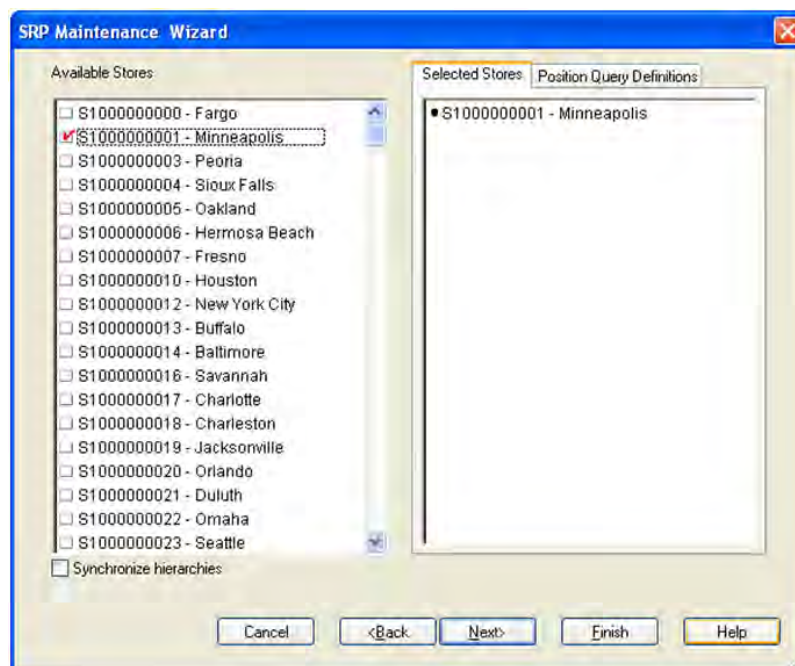 SRP Maintenance Wizard
Available Stores
S1000000000 - Fargo
S1000000001 - Minneapolis
S1000000003 - Peoria
S1000000004 - Sioux Falls
S1000000005 - Oakland
S1000000006 - Hermosa Beach
S1000000007 - Fresno
S1000000010 - Houston
S1000000012 - New York City
S1000000013 - Buffalo
S1000000014 - Baltimore
S1000000016 - Savannah
S1000000017 - Charlotte
S1000000018 - Charleston
S1000000019 - Jacksonville
S1000000020 - Orlando
S1000000021 - Duluth
S1000000022 - Omaha
S1000000023 - Seattle
Synchronize hierarchies
Selected Stores Position Query Definitions
S1000000001 - Minneapolis
Cancel <Back Next> Finish Help